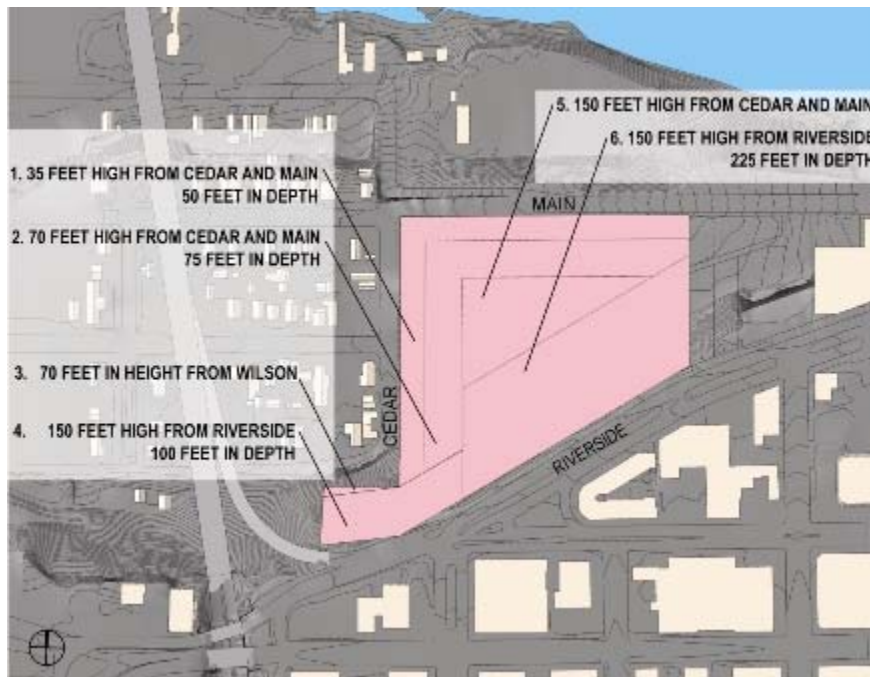 1. 35 FEET HIGH FROM CEDAR AND MAIN
50 FEET IN DEPTH
2. 70 FEET HIGH FROM CEDAR AND MAIN
75 FEET IN DEPTH
3. 70 FEET IN HEIGHT FROM WILSON
4. 150 FEET HIGH FROM RIVERSIDE
100 FEET IN DEPTH
5. 150 FEET HIGH FROM CEDAR AND MAIN
6. 150 FEET HIGH FROM RIVERSIDE
225 FEET IN DEPTH
MAIN
CEDAR
RIVERSIDE